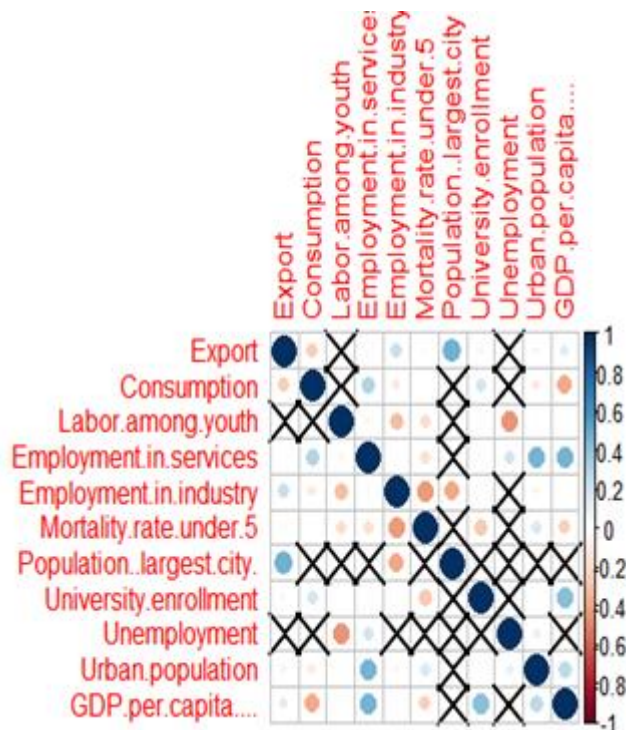 Export
Consumption
Labor.among.youth
Employment.in.services
Employment.in.industry
Mortality.rate.under.5
Population..largest.city
University.enrollment
Unemployment
Urban.population
GDP.per.capita....
Export
Consumption
Labor.among.youth
Employment.in.services
Employment.in.industry
Mortality.rate.under.5
Population..largest.city.
University.enrollment
Unemployment
Urban.population
GDP.per.capita....
1
0.8
0.6
0.4
0.2
0
-0.2
-0.4
-0.6
-0.8
-1